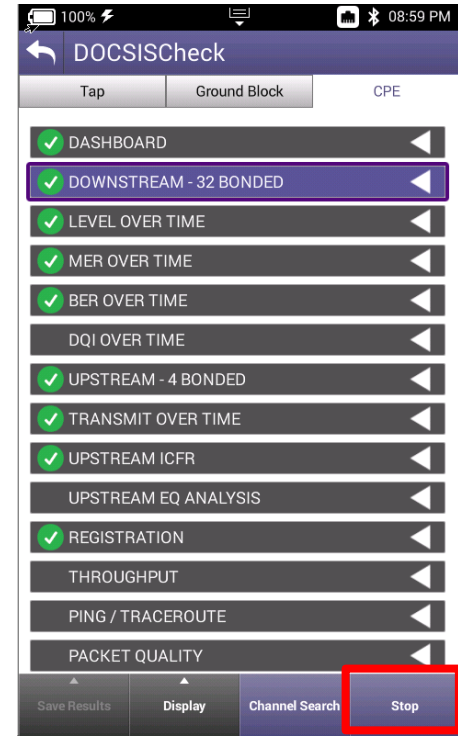 100% 08:59 PM
DOCSISCheck
Tap Ground Block CPE
DASHBOARD
DOWNSTREAM - 32 BONDED
LEVEL OVER TIME
MER OVER TIME
BER OVER TIME
DQI OVER TIME
UPSTREAM - 4 BONDED
TRANSMIT OVER TIME
UPSTREAM ICFR
UPSTREAM EQ ANALYSIS
REGISTRATION
THROUGHPUT
PING / TRACEROUTE
PACKET QUALITY
Save Results Display Channel Search Stop